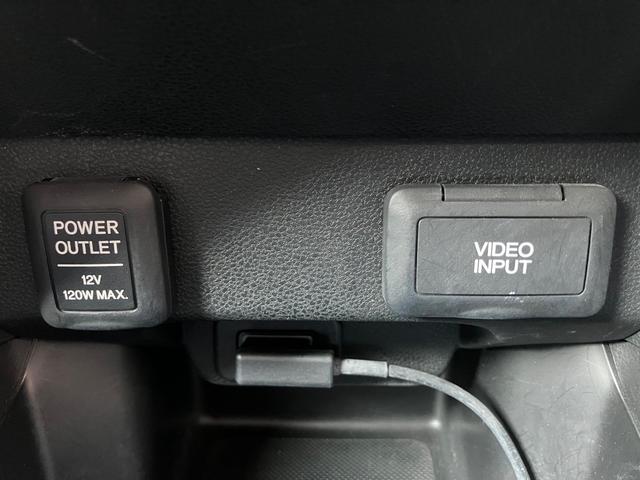 POWER
OUTLET
12V
120W MAX.
VIDEO
INPUT